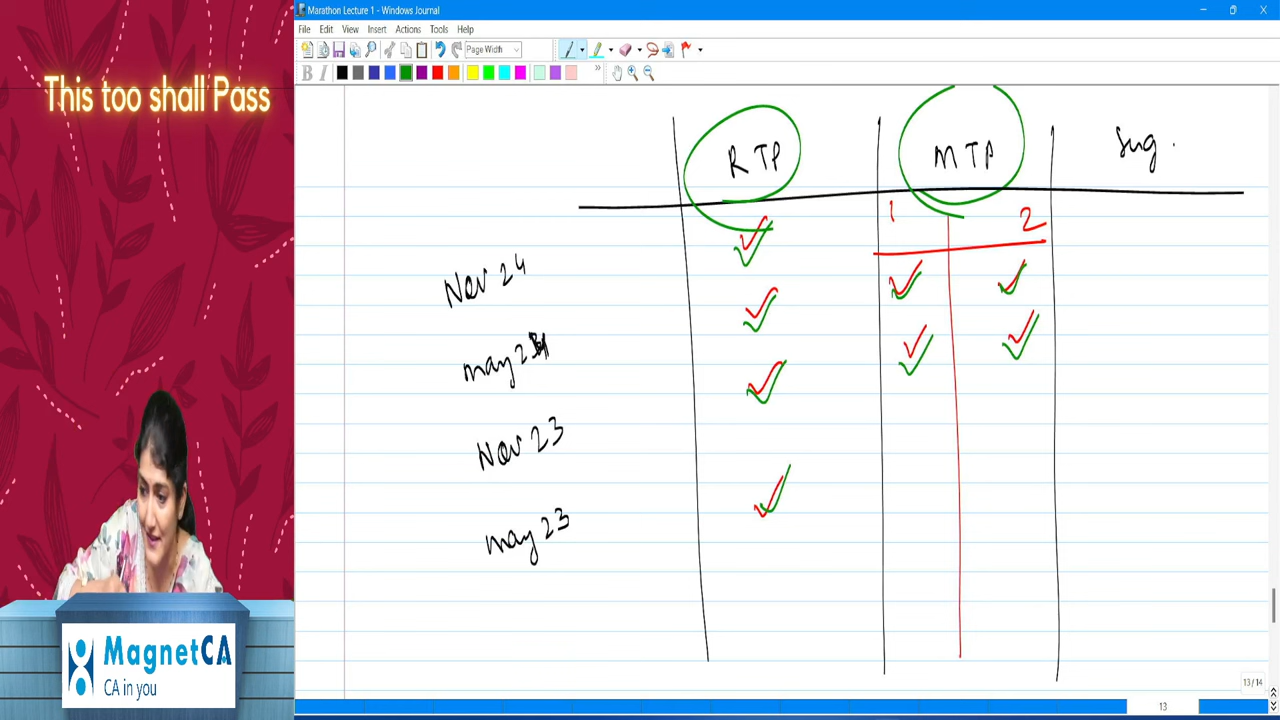 Marathon Lecture 1 - Windows Journal
File Edit View Insert Actions Tools Help
Page Width
B I
This too shall Pass
RTP MTP Sug.
1 2
Nov 24
may 24
Nov 23
may 23
MagnetCA
CA in you
13/14
13